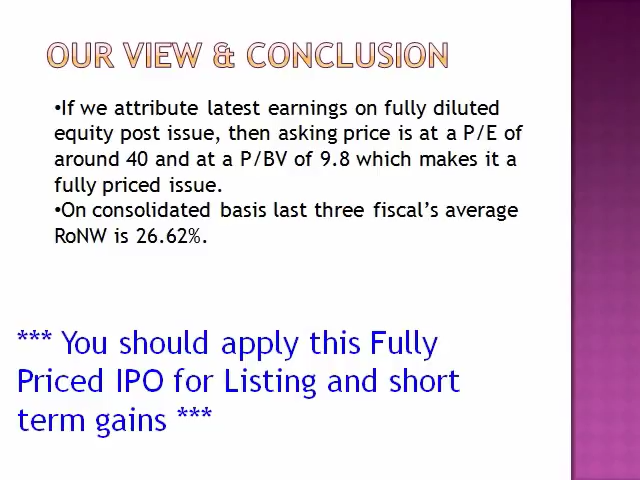 OUR VIEW & CONCLUSION
•If we attribute latest earnings on fully diluted
equity post issue, then asking price is at a P/E of
around 40 and at a P/BV of 9.8 which makes it a
fully priced issue.
•On consolidated basis last three fiscal's average
RoNW is 26.62%.
*** You should apply this Fully
Priced IPO for Listing and short
term gains ***